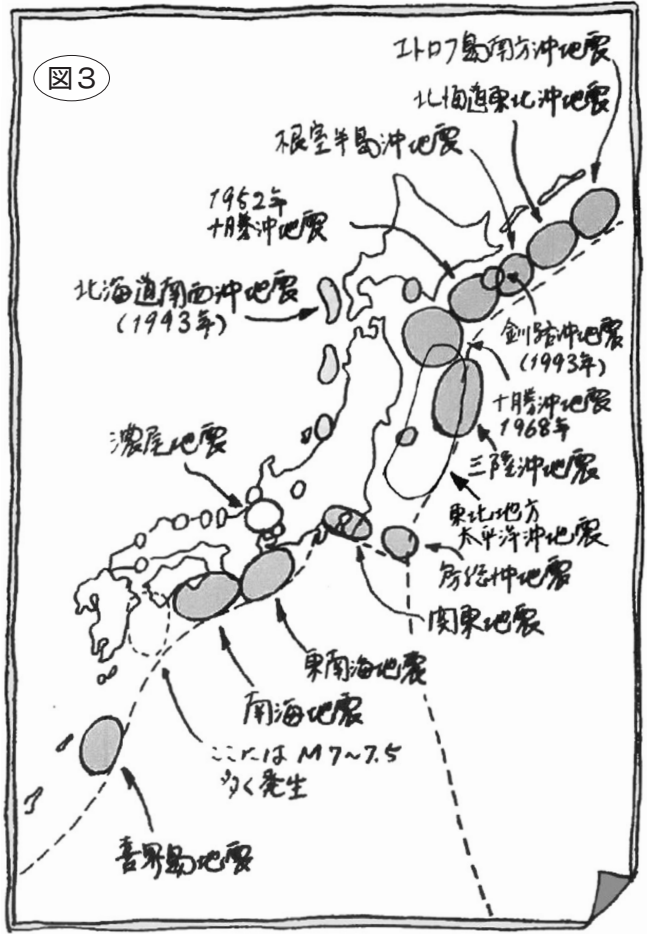 図3
エトロフ島南方沖地震
北海道東北沖地震
根室半島沖地震
1952年
十勝沖地震
北海道南西沖地震
(1993年)
釧路沖地震
(1993年)
十勝沖地震
1968年
三陸沖地震
濃尾地震
東北地方
太平洋沖地震
房総沖地震
関東地震
東南海地震
南海地震
ここにはM7~7.5
多く発生
喜界島地震